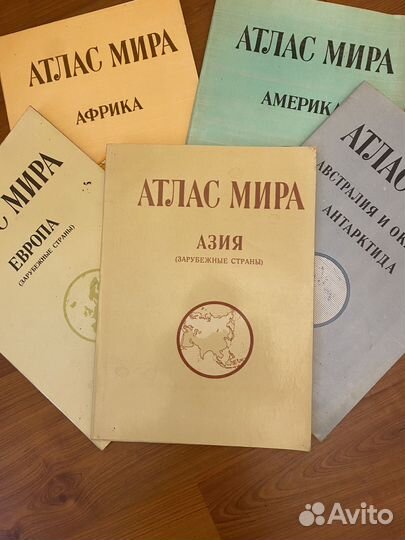 АТЛАС МИРА
АФРИКА
АТЛАС МИРА
АМЕРИКА
МИРА
ЕВРОПА
(ЗАРУБЕЖНЫЕ СТРАНЫ)
АТЛАС МИРА
АЗИЯ
(ЗАРУБЕЖНЫЕ СТРАНЫ)
АТЛАС
АВСТРАЛИЯ И ОК
АНТАРКТИДА
Avito